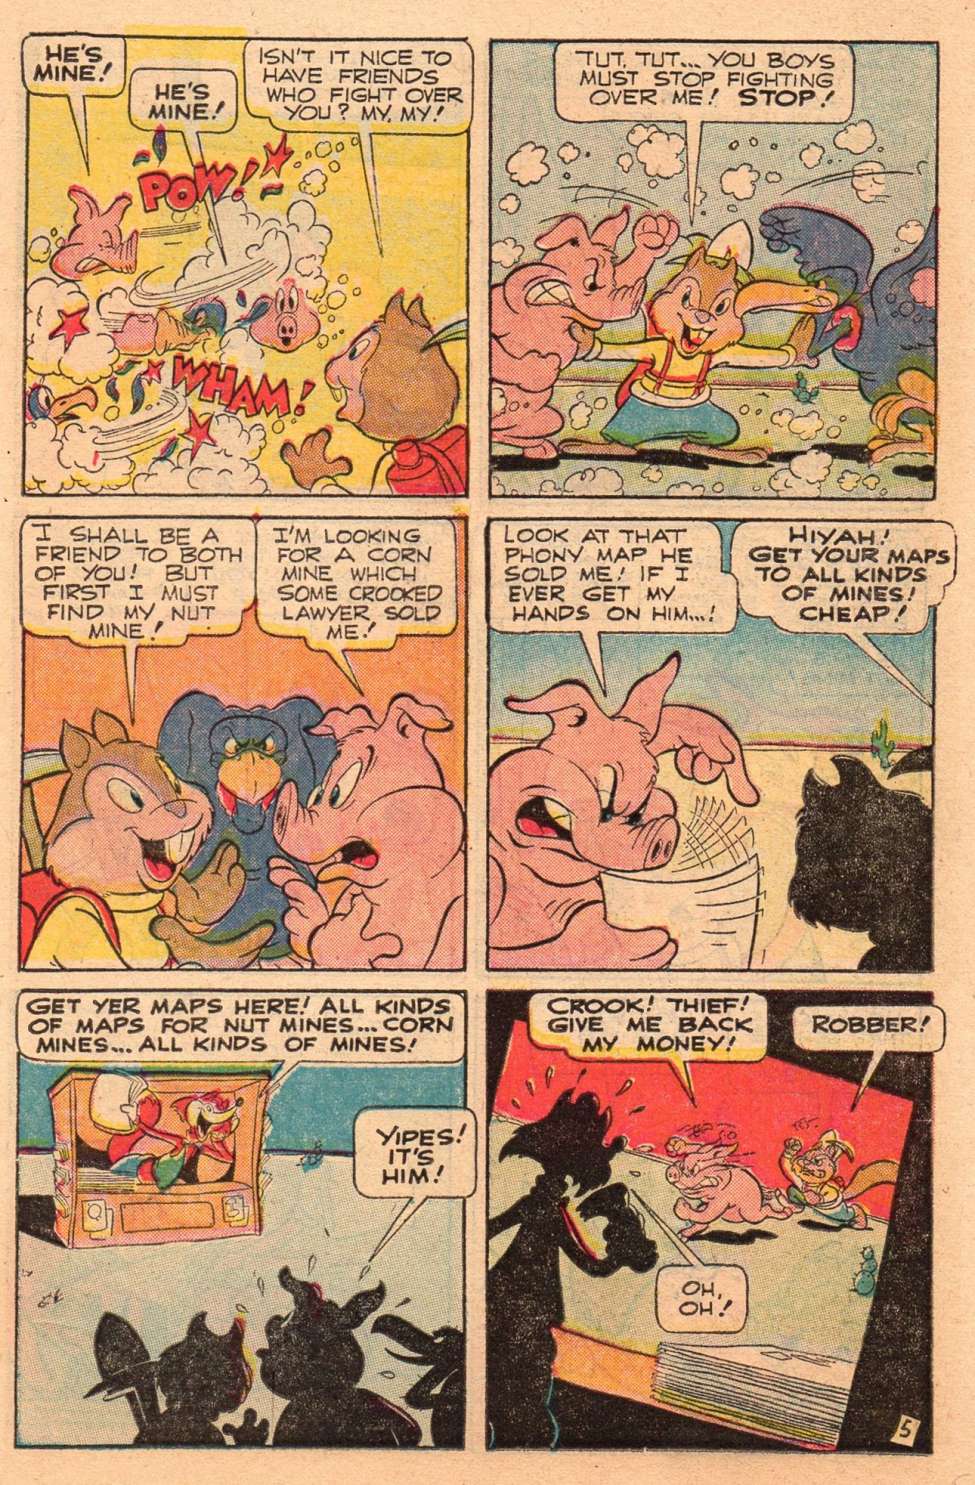 HE'S
MINE!
HE'S
MINE!
ISN'T IT NICE TO
HAVE FRIENDS
WHO FIGHT OVER
YOU? MY, MY!
POW!
WHAM!
TUT, TUT... YOU BOYS
MUST STOP FIGHTING
OVER ME! STOP!
I SHALL BE A
FRIEND TO BOTH
OF YOU! BUT
FIRST I MUST
FIND MY NUT
MINE!
I'M LOOKING
FOR A CORN
MINE WHICH
SOME CROOKED
LAWYER SOLD
ME!
LOOK AT THAT
PHONY MAP HE
SOLD ME! IF I
EVER GET MY
HANDS ON HIM...!
HIYAH!
GET YOUR MAPS
TO ALL KINDS
OF MINES!
CHEAP!
GET YER MAPS HERE! ALL KINDS
OF MAPS FOR NUT MINES... CORN
MINES... ALL KINDS OF MINES!
YIPES!
IT'S
HIM!
CROOK! THIEF!
GIVE ME BACK
MY MONEY!
ROBBER!
OH,
OH!
5